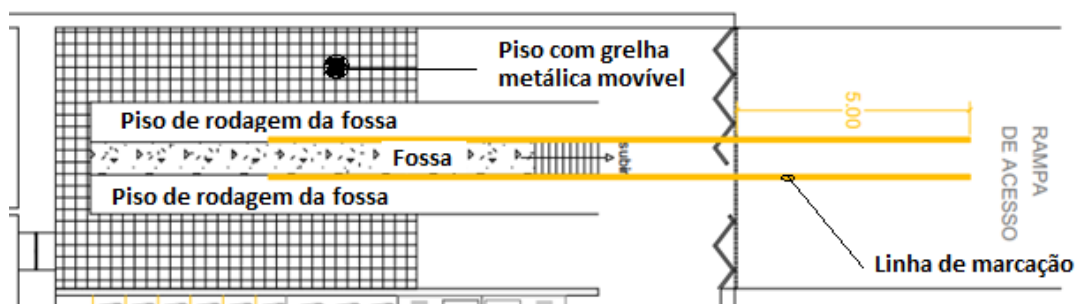 Piso com grelha
metálica movível
Piso de rodagem da fossa
5.00
Fossa
subir
Piso de rodagem da fossa
RAMPA
DE ACESSO
Linha de marcação